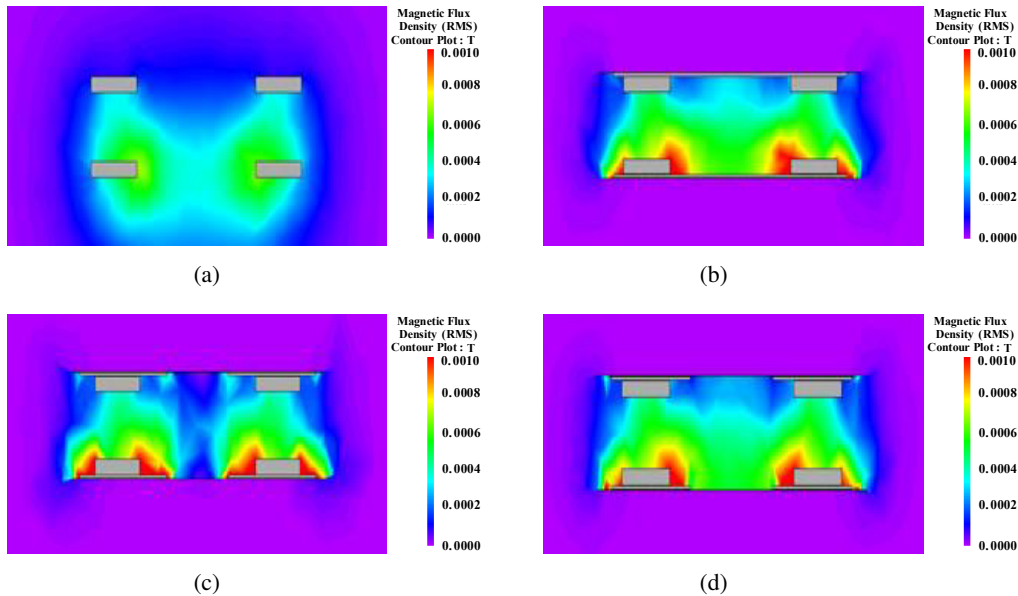 Magnetic Flux
Density (RMS)
Contour Plot : T
0.0010
0.0008
0.0006
0.0004
0.0002
0.0000
(a)
Magnetic Flux
Density (RMS)
Contour Plot : T
0.0010
0.0008
0.0006
0.0004
0.0002
0.0000
(b)
Magnetic Flux
Density (RMS)
Contour Plot : T
0.0010
0.0008
0.0006
0.0004
0.0002
0.0000
(c)
Magnetic Flux
Density (RMS)
Contour Plot : T
0.0010
0.0008
0.0006
0.0004
0.0002
0.0000
(d)